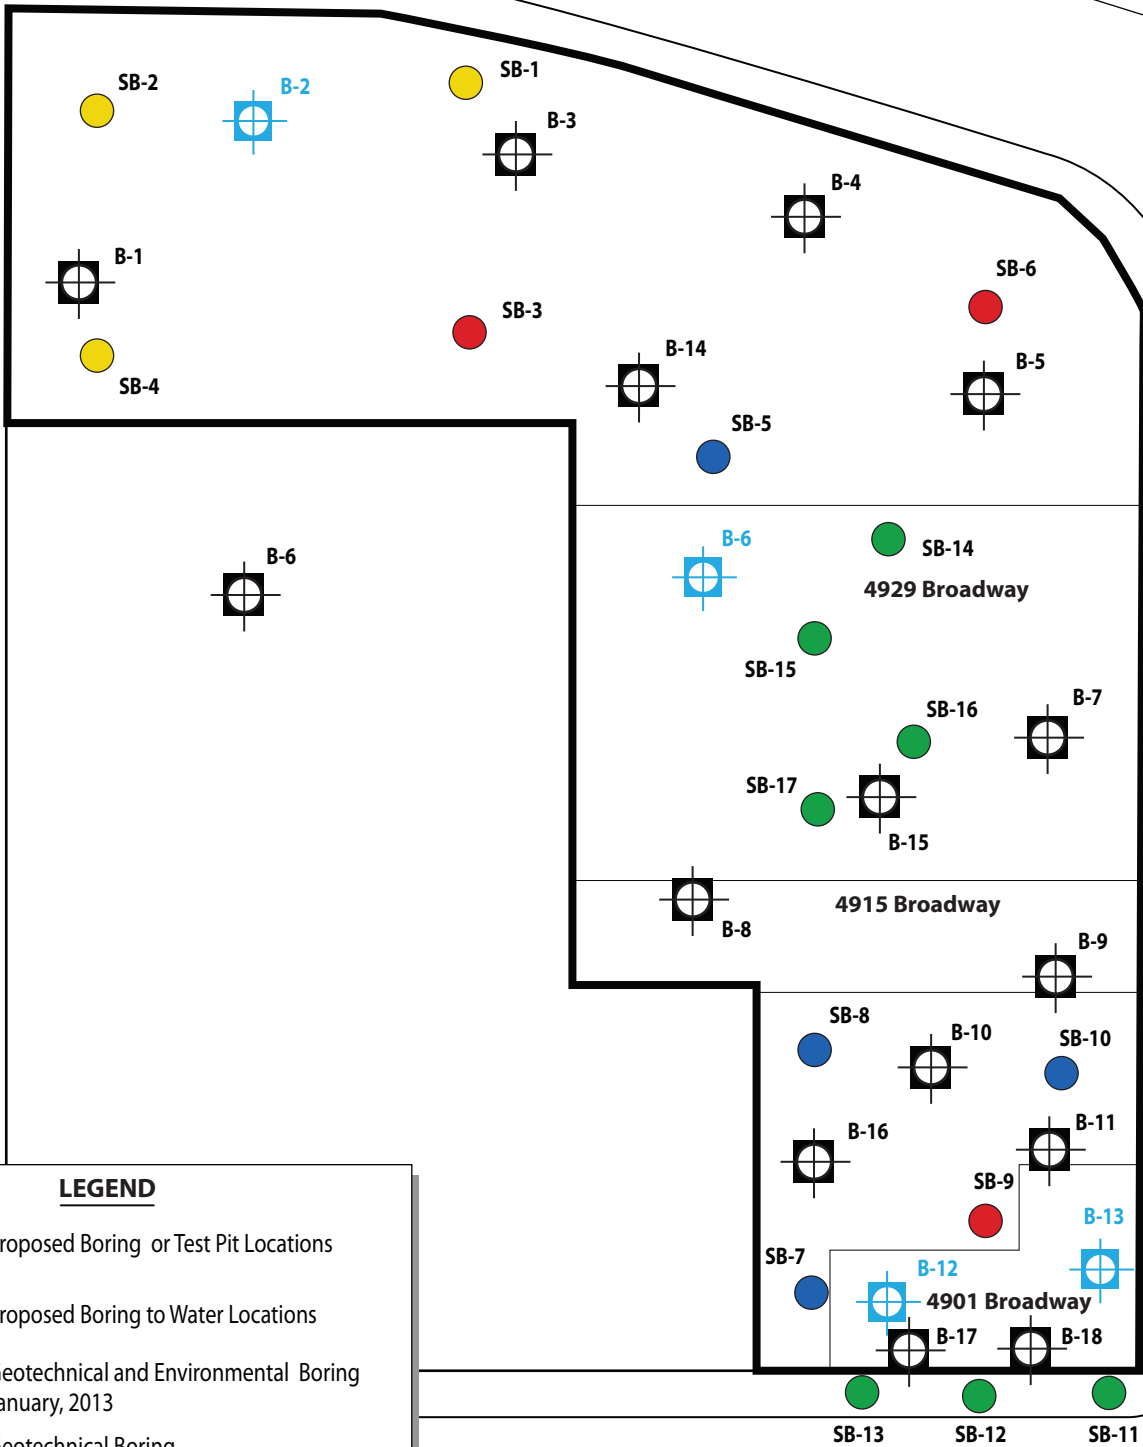 SB-2
B-2
SB-1
B-3
B-4
B-1
SB-6
SB-3
B-14
B-5
SB-4
SB-5
B-6
B-6
SB-14
4929 Broadway
SB-15
B-7
SB-16
SB-17
B-15
4915 Broadway
B-8
B-9
SB-8
B-10
SB-10
B-11
B-16
SB-9
B-13
SB-7
B-12
4901 Broadway
B-17
B-18
SB-13
SB-12
SB-11
LEGEND
roposed Boring or Test Pit Locations
roposed Boring to Water Locations
eotechnical and Environmental Boring
anuary, 2013
eotechnical Boring